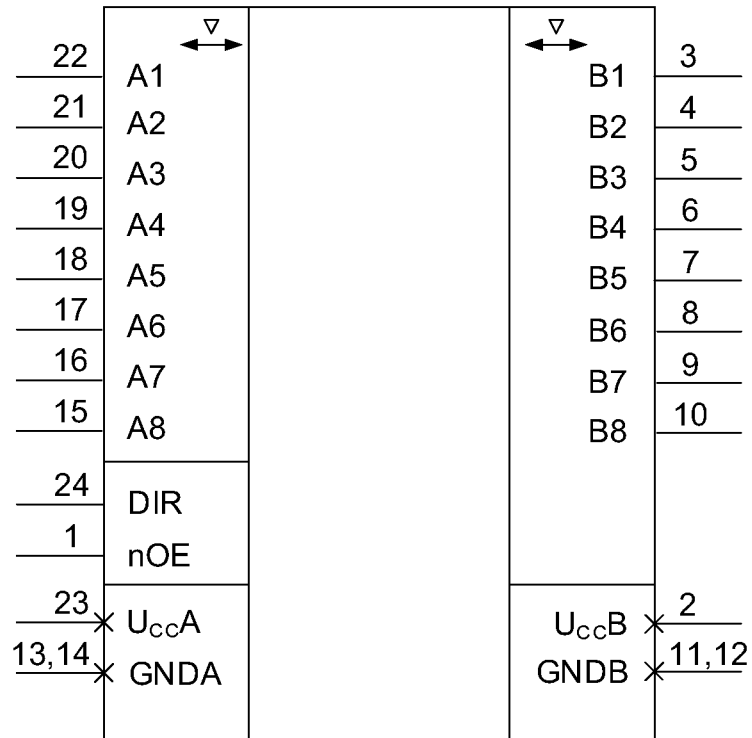 22 A1 B1 3
21 A2 B2 4
20 A3 B3 5
19 A4 B4 6
18 A5 B5 7
17 A6 B6 8
16 A7 B7 9
15 A8 B8 10
24 DIR
1 nOE
23 UCCA UCCB 2
13,14 GNDA GNDB 11,12